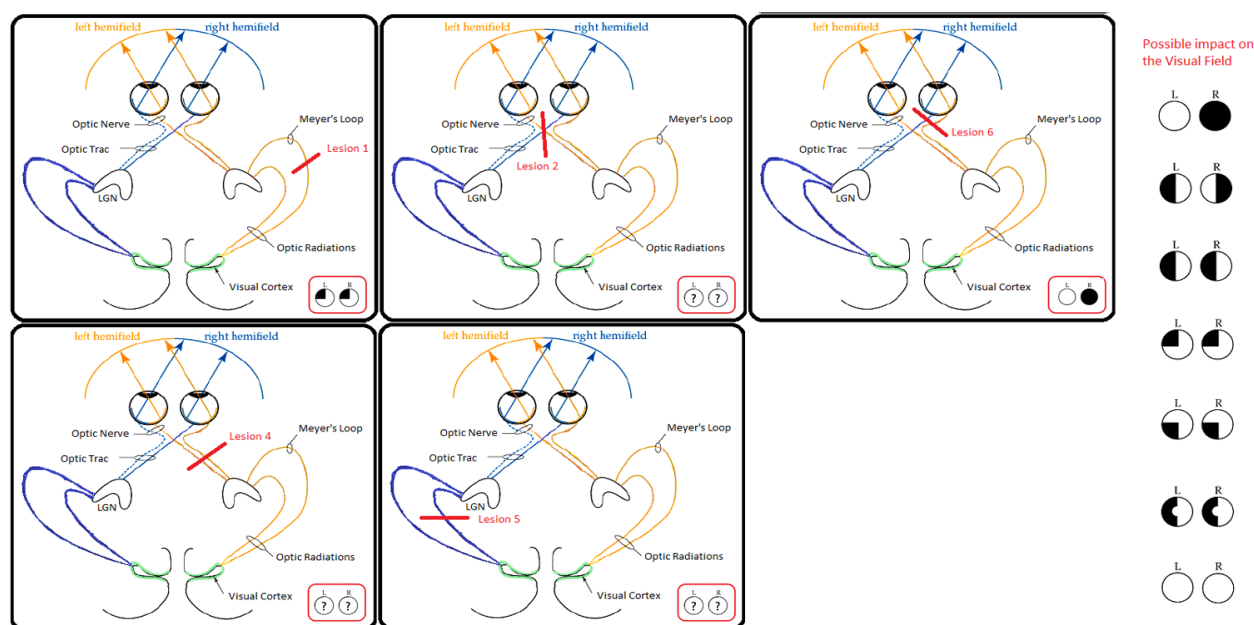 left hemifield right hemifield
Optic Nerve
Meyer's Loop
Optic Trac
Lesion 1
LGN
Optic Radiations
Visual Cortex
L R
left hemifield right hemifield
Optic Nerve
Meyer's Loop
Optic Trac
Lesion 2
LGN
Optic Radiations
Visual Cortex
L R
? ?
left hemifield right hemifield
Optic Nerve
Meyer's Loop
Lesion 6
Optic Trac
LGN
Optic Radiations
Visual Cortex
L R
left hemifield right hemifield
Optic Nerve
Lesion 4
Meyer's Loop
Optic Trac
LGN
Optic Radiations
Visual Cortex
L R
? ?
left hemifield right hemifield
Optic Nerve
Meyer's Loop
Optic Trac
LGN
Lesion 5
Optic Radiations
Visual Cortex
L R
? ?
Possible impact on
the Visual Field
L R
L R
L R
L R
L R
L R
L R